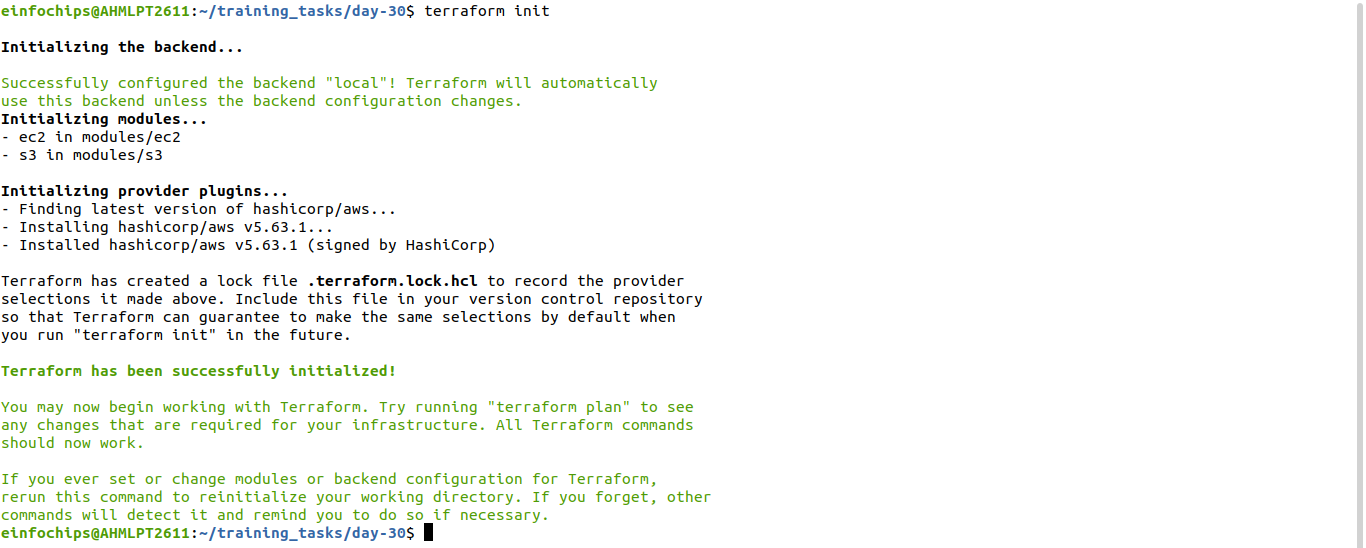 einfochips@AHMLPT2611:~/training_tasks/day-30$ terraform init
Initializing the backend...
Successfully configured the backend "local"! Terraform will automatically
use this backend unless the backend configuration changes.
Initializing modules...
- ec2 in modules/ec2
- s3 in modules/s3
Initializing provider plugins...
- Finding latest version of hashicorp/aws...
- Installing hashicorp/aws v5.63.1...
- Installed hashicorp/aws v5.63.1 (signed by HashiCorp)
Terraform has created a lock file .terraform.lock.hcl to record the provider
selections it made above. Include this file in your version control repository
so that Terraform can guarantee to make the same selections by default when
you run "terraform init" in the future.
Terraform has been successfully initialized!
You may now begin working with Terraform. Try running "terraform plan" to see
any changes that are required for your infrastructure. All Terraform commands
should now work.
If you ever set or change modules or backend configuration for Terraform,
rerun this command to reinitialize your working directory. If you forget, other
commands will detect it and remind you to do so if necessary.
einfochips@AHMLPT2611:~/training_tasks/day-30$